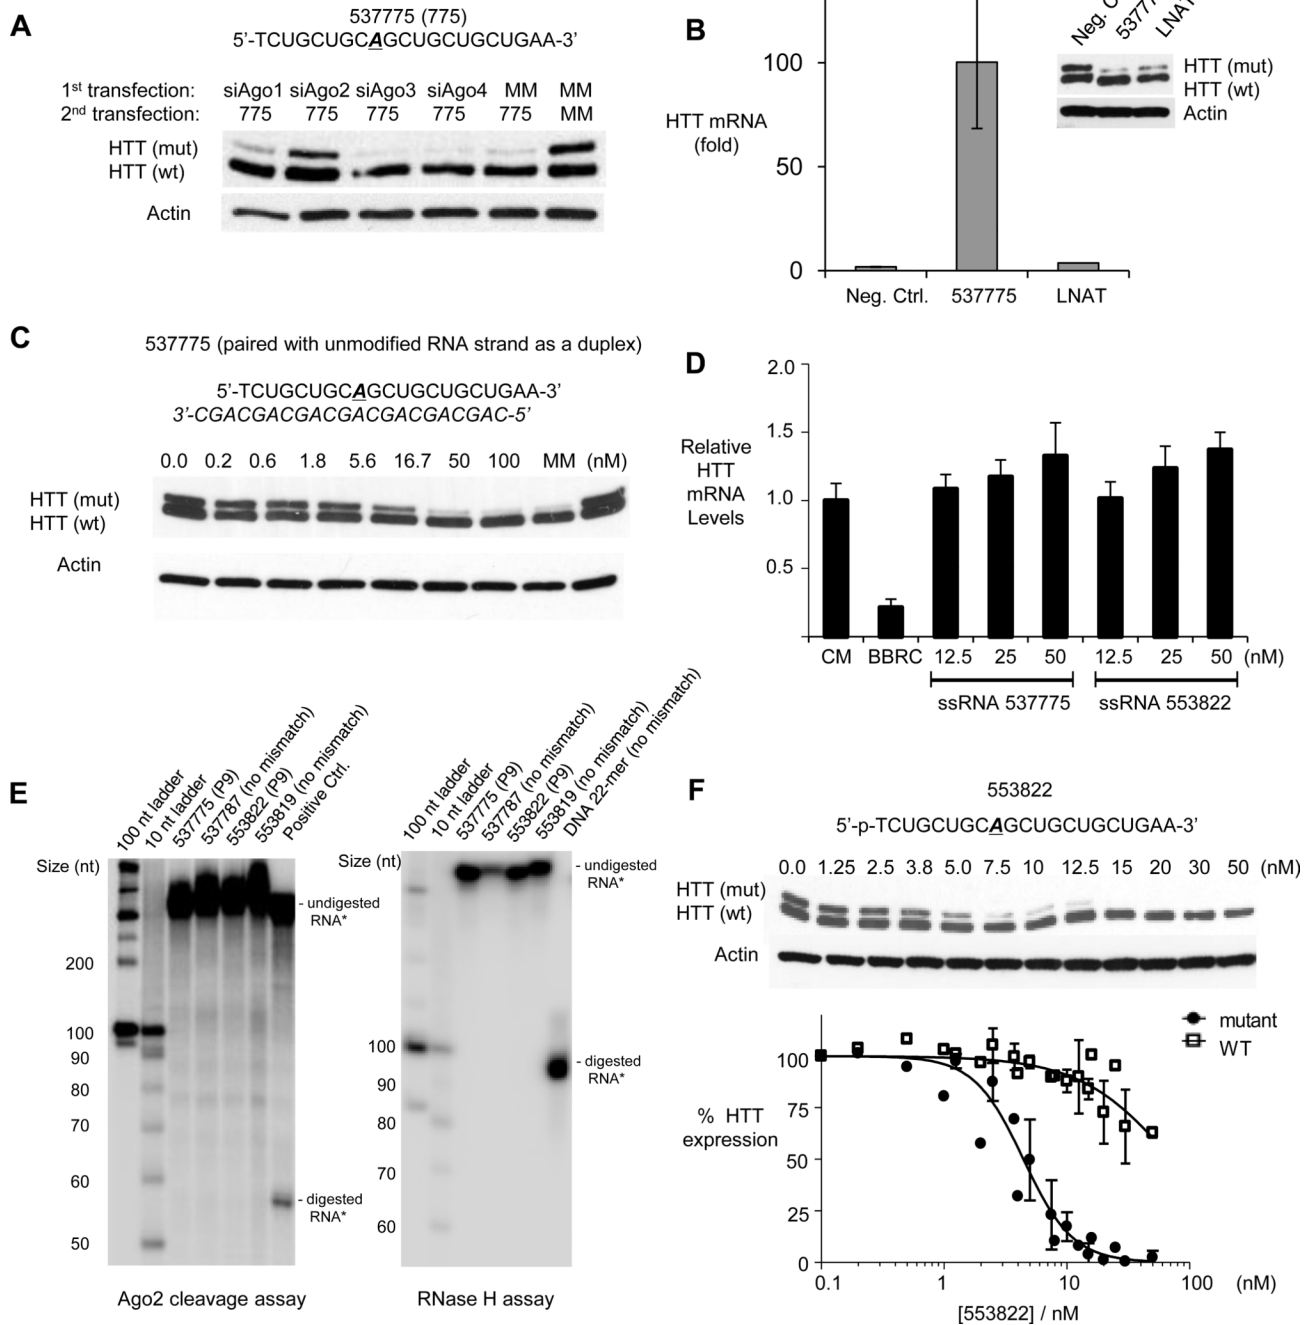 A
537775 (775)
5'-TCUGCUGCAGCUGCUGCUGAA-3'
1st transfection: siAgo1 siAgo2 siAgo3 siAgo4 MM MM
2nd transfection: 775 775 775 775 775 MM
HTT (mut)
HTT (wt)
Actin
B
100
50
0
HTT mRNA
(fold)
Neg. Ctrl. 537775 LNAT
Neg. C
53777
LNAT
HTT (mut)
HTT (wt)
Actin
C
537775 (paired with unmodified RNA strand as a duplex)
5'-TCUGCUGCAGCUGCUGCUGAA-3'
3'-CGACGACGACGACGACGACGAC-5'
0.0 0.2 0.6 1.8 5.6 16.7 50 100 MM (nM)
HTT (mut)
HTT (wt)
Actin
D
2.0
1.5
1.0
0.5
Relative
HTT
mRNA
Levels
CM BBRC 12.5 25 50 12.5 25 50 (nM)
ssRNA 537775 ssRNA 553822
E
100 nt ladder
10 nt ladder
537775 (P9)
537787 (no mismatch)
553822 (P9)
553819 (no mismatch)
Positive Ctrl.
Size (nt)
200
100
90
80
70
60
50
- undigested
RNA*
- digested
RNA*
Ago2 cleavage assay
100 nt ladder
10 nt ladder
537775 (P9)
537787 (no mismatch)
553822 (P9)
553819 (no mismatch)
DNA 22-mer (no mismatch)
Size (nt)
100
90
80
70
60
- undigested
RNA*
- digested
RNA*
RNase H assay
F
553822
5'-p-TCUGCUGCAGCUGCUGCUGAA-3'
0.0 1.25 2.5 3.8 5.0 7.5 10 12.5 15 20 30 50 (nM)
HTT (mut)
HTT (wt)
Actin
mutant
WT
100
75
50
25
0
% HTT
expression
0.1 1 10 100 (nM)
[553822] / nM